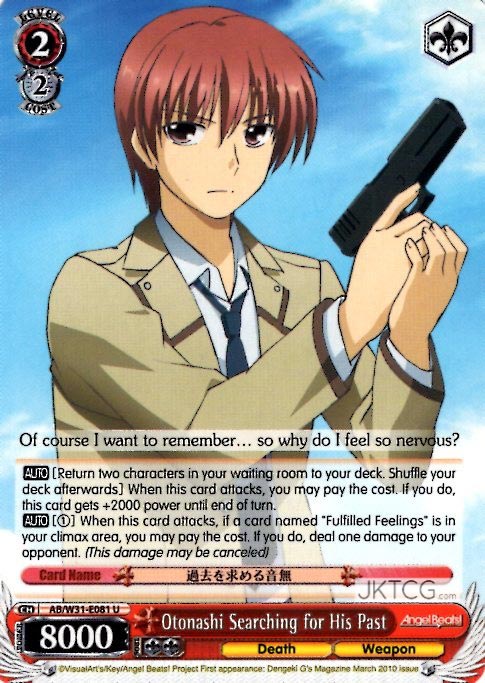 LEVEL
2
2
COST
Of course I want to remember... so why do I feel so nervous?
AUTO [Return two characters in your waiting room to your deck. Shuffle your
deck afterwards] When this card attacks, you may pay the cost. If you do,
this card gets +2000 power until end of turn.
AUTO [①] When this card attacks, if a card named "Fulfilled Feelings" is in
your climax area, you may pay the cost. If you do, deal one damage to your
opponent. (This damage may be canceled)
Card Name 過去を求める音無
JKTCG.com
CH AB/W31-E081 U
Otonashi Searching for His Past Angel Beats!
POWER 8000 SOUL
Death Weapon
©VisualArt's/Key/Angel Beats! Project First appearance: Dengeki G's Magazine March 2010 issue